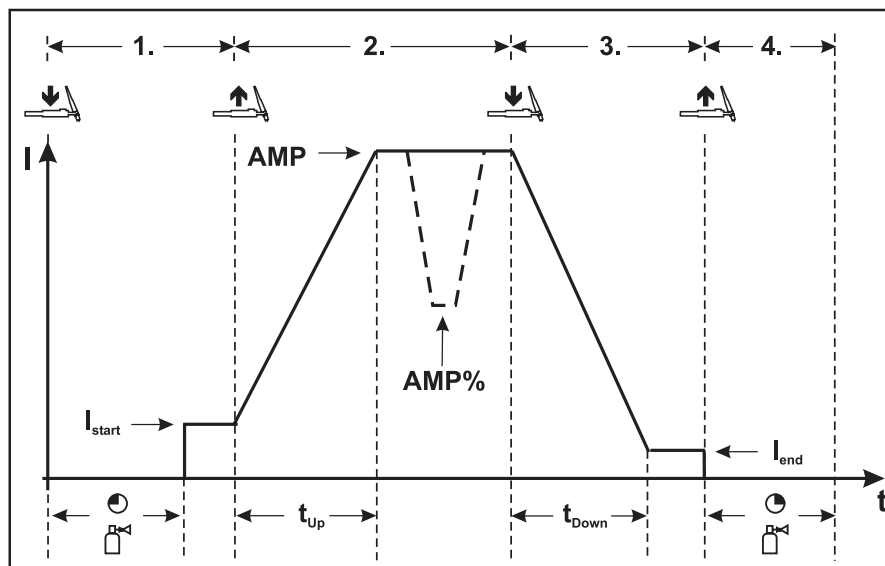 1. 2. 3. 4.
I
AMP
AMP%
Istart
Iend
t
tUp tDown